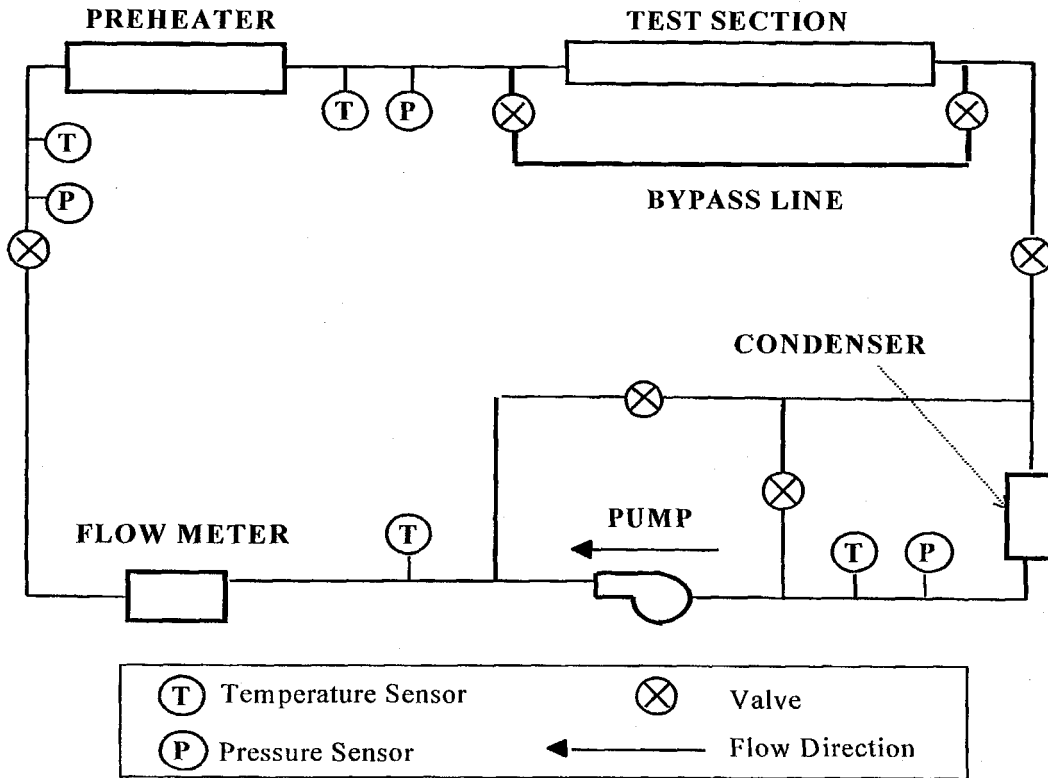 PREHEATER
TEST SECTION
T
P
T
P
BYPASS LINE
CONDENSER
FLOW METER
T
PUMP
T
P
T Temperature Sensor
Valve
P Pressure Sensor
Flow Direction